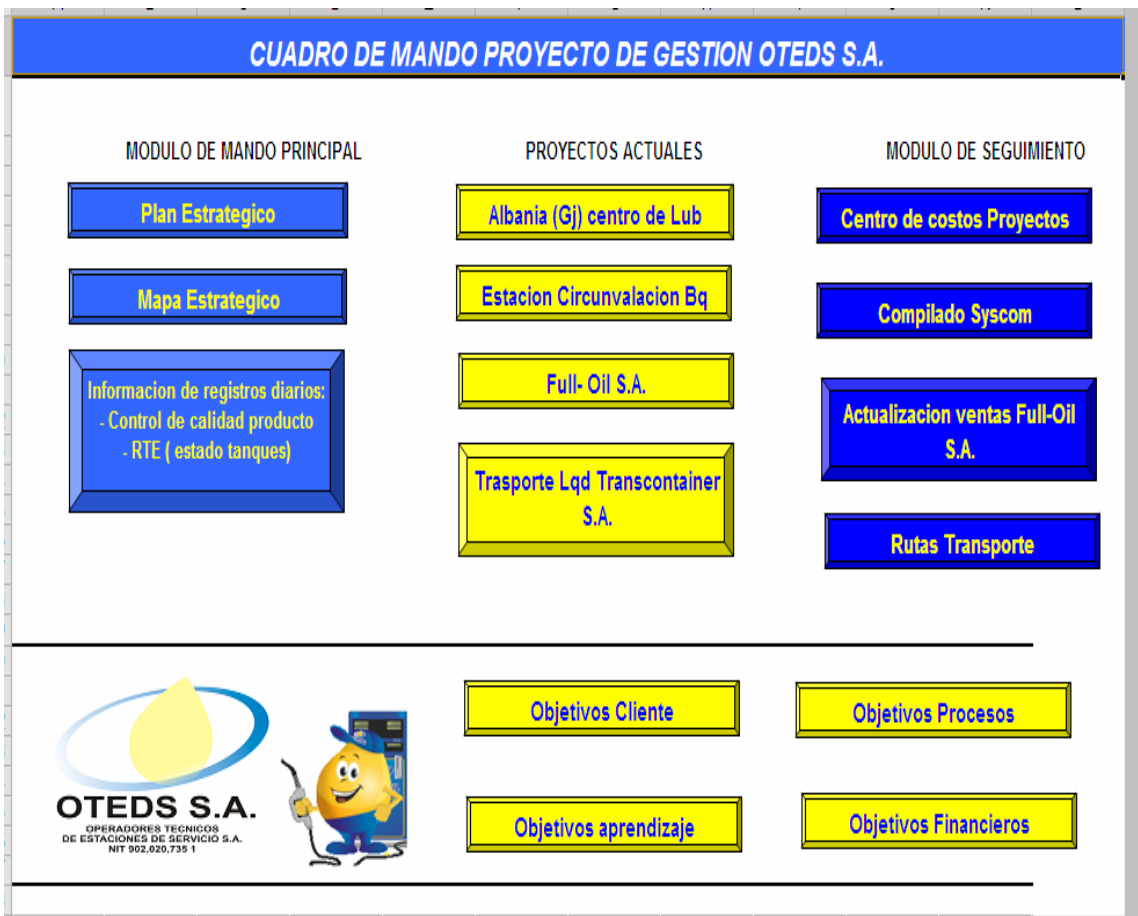 CUADRO DE MANDO PROYECTO DE GESTION OTEDS S.A.
MODULO DE MANDO PRINCIPAL
Plan Estrategico
Mapa Estrategico
Informacion de registros diarios:
- Control de calidad producto
- RTE ( estado tanques)
PROYECTOS ACTUALES
Albania (Gj) centro de Lub
Estacion Circunvalacion Bq
Full- Oil S.A.
Trasporte Lqd Transcontainer
S.A.
MODULO DE SEGUIMIENTO
Centro de costos Proyectos
Compilado Syscom
Actualizacion ventas Full-Oil
S.A.
Rutas Transporte
OTEDS S.A.
OPERADORES TECNICOS
DE ESTACIONES DE SERVICIO S.A.
NIT 902,020,735 1
Objetivos Cliente
Objetivos Procesos
Objetivos aprendizaje
Objetivos Financieros